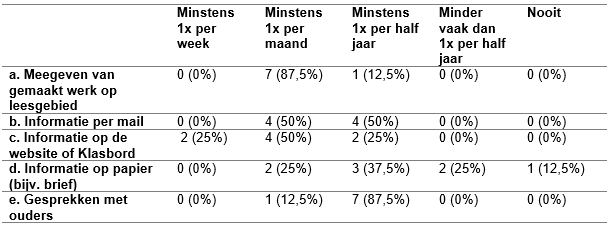 Minstens 1x per week Minstens 1x per maand Minstens 1x per half jaar Minder vaak dan 1x per half jaar Nooit
a. Meegeven van gemaakt werk op leesgebied 0 (0%) 7 (87,5%) 1 (12,5%) 0 (0%) 0 (0%)
b. Informatie per mail 0 (0%) 4 (50%) 4 (50%) 0 (0%) 0 (0%)
c. Informatie op de website of Klasbord 2 (25%) 4 (50%) 2 (25%) 0 (0%) 0 (0%)
d. Informatie op papier (bijv. brief) 0 (0%) 2 (25%) 3 (37,5%) 2 (25%) 1 (12,5%)
e. Gesprekken met ouders 0 (0%) 1 (12,5%) 7 (87,5%) 0 (0%) 0 (0%)